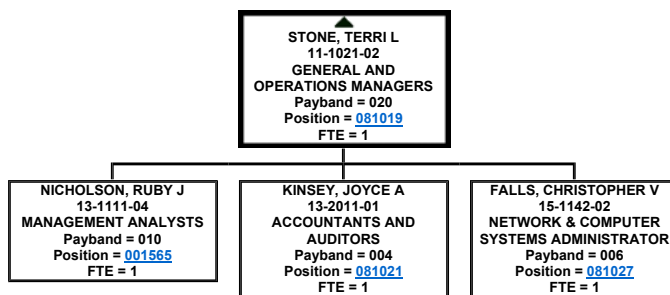 STONE, TERRI L
11-1021-02
GENERAL AND
OPERATIONS MANAGERS
Payband = 020
Position = 081019
FTE = 1
NICHOLSON, RUBY J
13-1111-04
MANAGEMENT ANALYSTS
Payband = 010
Position = 001565
FTE = 1
KINSEY, JOYCE A
13-2011-01
ACCOUNTANTS AND
AUDITORS
Payband = 004
Position = 081021
FTE = 1
FALLS, CHRISTOPHER V
15-1142-02
NETWORK & COMPUTER
SYSTEMS ADMINISTRATOR
Payband = 006
Position = 081027
FTE = 1